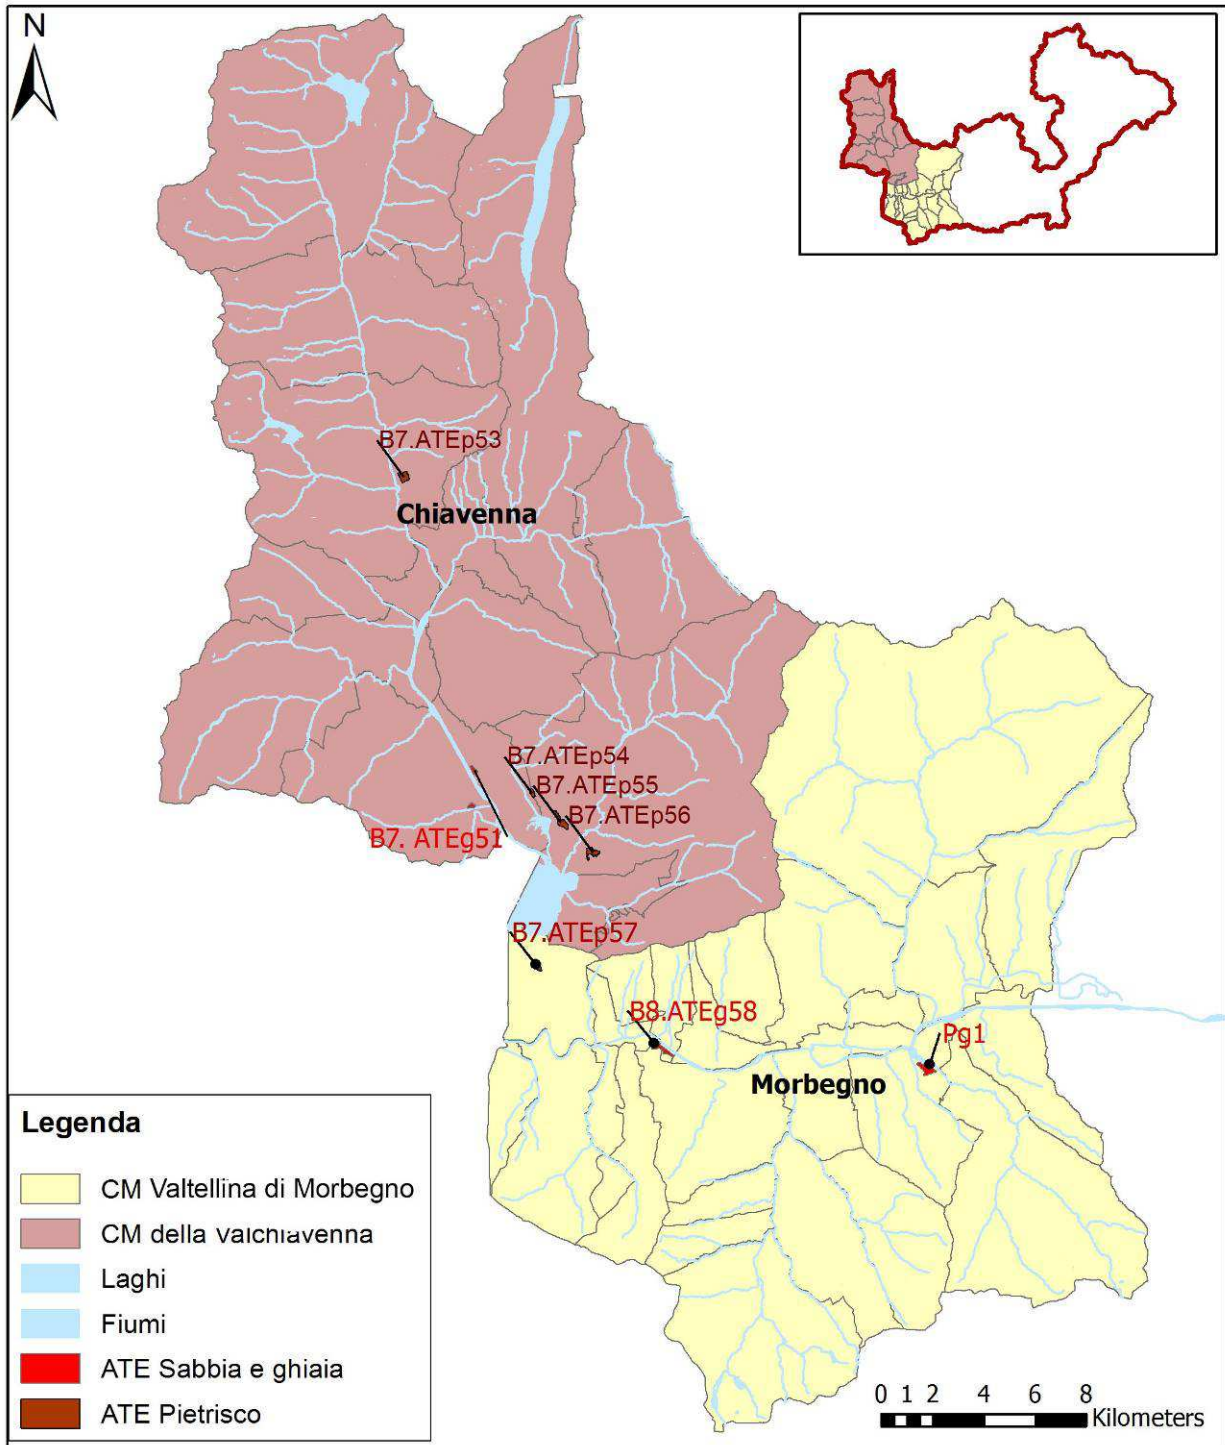 N
B7.ATEp53
Chiavenna
B7.ATEp54
B7.ATEp55
B7.ATEp56
B7. ATEg51
B7.ATEp57
B8.ATEg58
Pg1
Morbegno
Legenda
CM Valtellina di Morbegno
CM della Valchiavenna
Laghi
Fiumi
ATE Sabbia e ghiaia
ATE Pietrisco
0 1 2 4 6 8
Kilometers